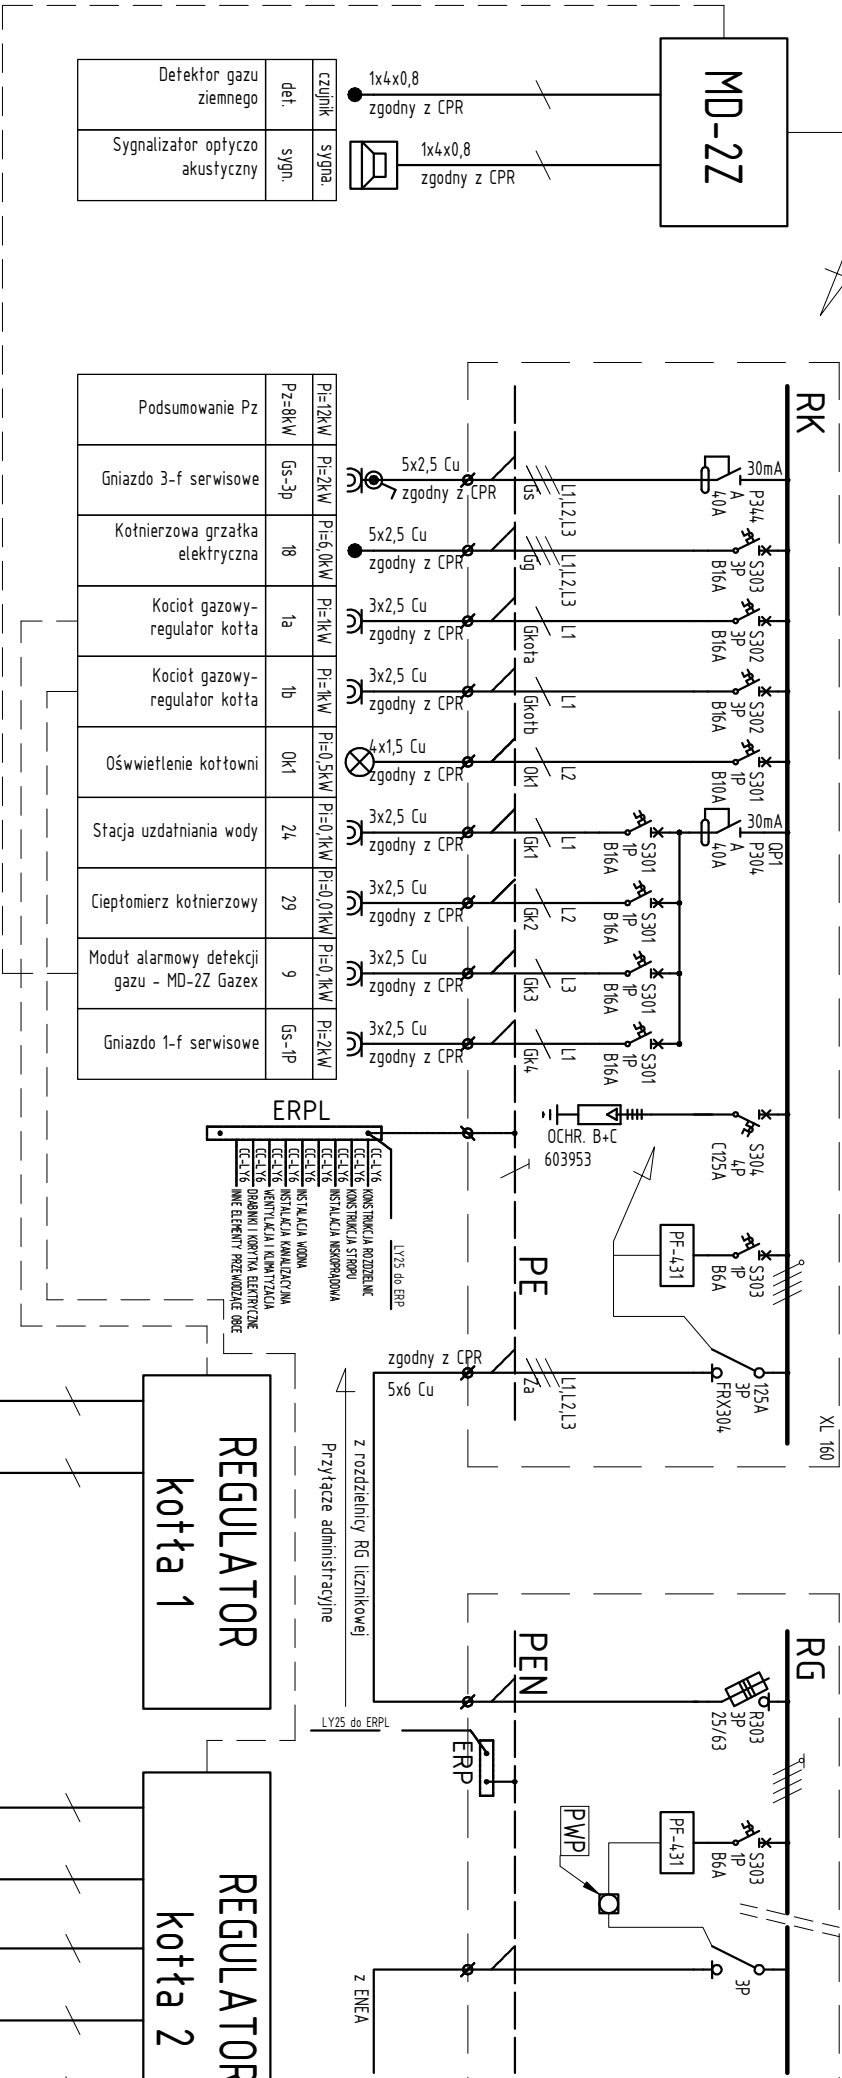 MD-2Z
Detektor gazu
ziemnego
det.
czujnik
1x4x0,8
zgodny z CPR
Sygnalizator optyczo
akustyczny
sygn.
sygna.
1x4x0,8
zgodny z CPR
RK
XL 160
Podsumowanie Pz
Pz=8kW
Pi=12kW
Gniazdo 3-f serwisowe
Gs-3p
Pi=2kW
5x2,5 Cu
zgodny z CPR
Gs
L1,L2,L3
30mA
P344
A
40A
Kołnierzowa grzałka
elektryczna
18
Pi=6,0kW
5x2,5 Cu
zgodny z CPR
Gg
L1,L2,L3
S303
3P
B16A
Kocioł gazowy-
regulator kotła
1a
Pi=1kW
3x2,5 Cu
zgodny z CPR
Gkota
L1
S302
3P
B16A
Kocioł gazowy-
regulator kotła
1b
Pi=1kW
3x2,5 Cu
zgodny z CPR
Gkotb
L1
S302
3P
B16A
Ośwwietlenie kotłowni
Ok1
Pi=0,5kW
4x1,5 Cu
zgodny z CPR
Ok1
L2
S301
1P
B10A
Stacja uzdatniania wody
24
Pi=0,1kW
3x2,5 Cu
zgodny z CPR
Gk1
L1
S301
1P
B16A
30mA
QP1
P304
A
40A
Ciepłomierz kołnierzowy
29
Pi=0,01kW
3x2,5 Cu
zgodny z CPR
Gk2
L2
S301
1P
B16A
Moduł alarmowy detekcji
gazu - MD-2Z Gazex
9
Pi=0,1kW
3x2,5 Cu
zgodny z CPR
Gk3
L3
S301
1P
B16A
Gniazdo 1-f serwisowe
Gs-1P
Pi=2kW
3x2,5 Cu
zgodny z CPR
Gk4
L1
S301
1P
B16A
OCHR. B+C
603953
S304
4P
C125A
ERPL
CC-LY6 KONSTRUKCJA ROZDZIELNIC
CC-LY6 KONSTRUKCJA STROPU
CC-LY6 INSTALACJA NISKOPRĄDOWA
CC-LY6
CC-LY6 INSTALACJA WODNA
CC-LY6 INSTALACJA KANALIZACYJNA
CC-LY6 WENTYLACJA I KLIMATYZACJA
CC-LY6 DRABINKI I KORYTKA ELEKTRYCZNE
CC-LY6 INNE ELEMENTY PRZEWODZĄCE OBCE
LY25 do ERP
PE
PF-431
S303
1P
B6A
zgodny z CPR
5x6 Cu
Za
L1,L2,L3
125A
3P
FRX304
z rozdzielnicy RG licznikowej
Przyłącze administracyjne
REGULATOR
kotła 1
RG
PEN
R303
3P
25/63
LY25 do ERPL
ERP
PWP
PF-431
S303
1P
B6A
3P
z ENEA
REGULATOR
kotła 2